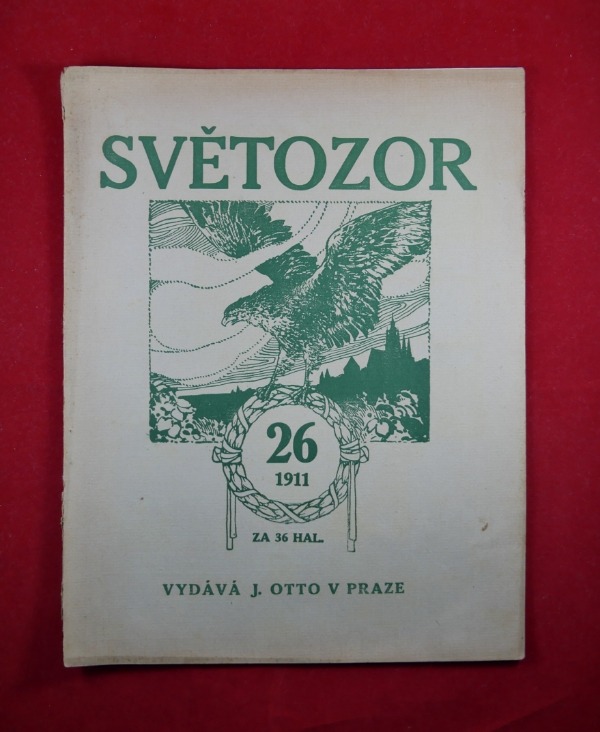 SVĚTOZOR
26
1911
ZA 36 HAL.
VYDÁVÁ J. OTTO V PRAZE